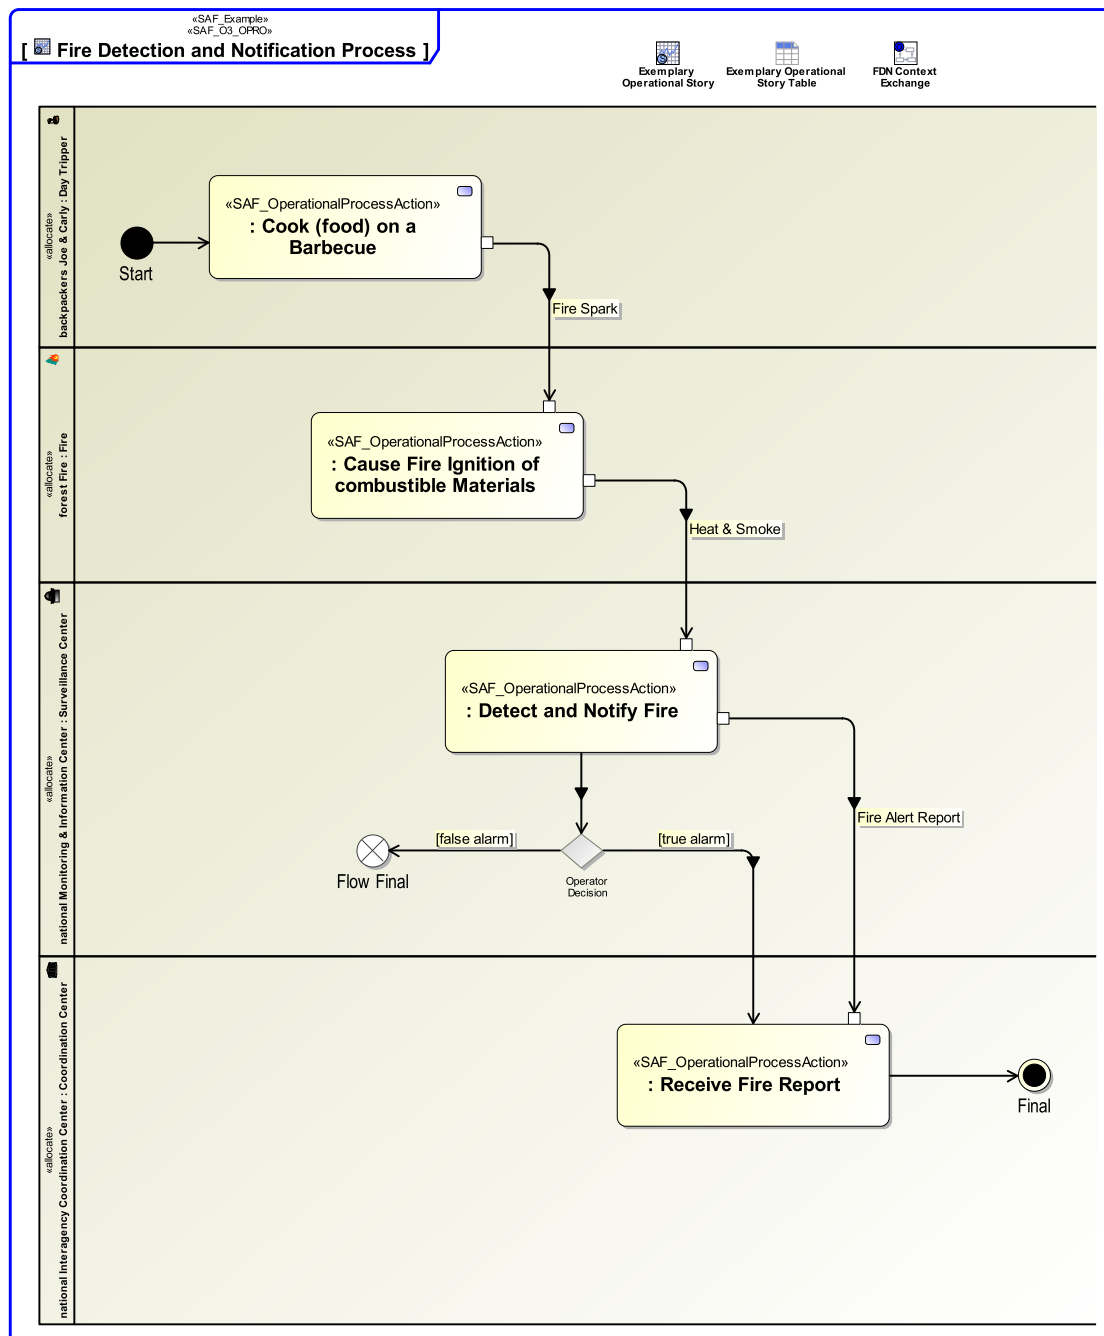 «SAF_Example»
«SAF_O3_OPRO»
[ Fire Detection and Notification Process ]
Exemplary
Operational Story
Exemplary Operational
Story Table
FDN Context
Exchange
«allocate»
backpackers Joe & Carly : Day Tripper
Start
«SAF_OperationalProcessAction»
: Cook (food) on a
Barbecue
Fire Spark
«allocate»
forest Fire : Fire
«SAF_OperationalProcessAction»
: Cause Fire Ignition of
combustible Materials
Heat & Smoke
«allocate»
national Monitoring & Information Center : Surveillance Center
«SAF_OperationalProcessAction»
: Detect and Notify Fire
Fire Alert Report
[false alarm]
[true alarm]
Flow Final
Operator
Decision
«allocate»
national Interagency Coordination Center : Coordination Center
«SAF_OperationalProcessAction»
: Receive Fire Report
Final